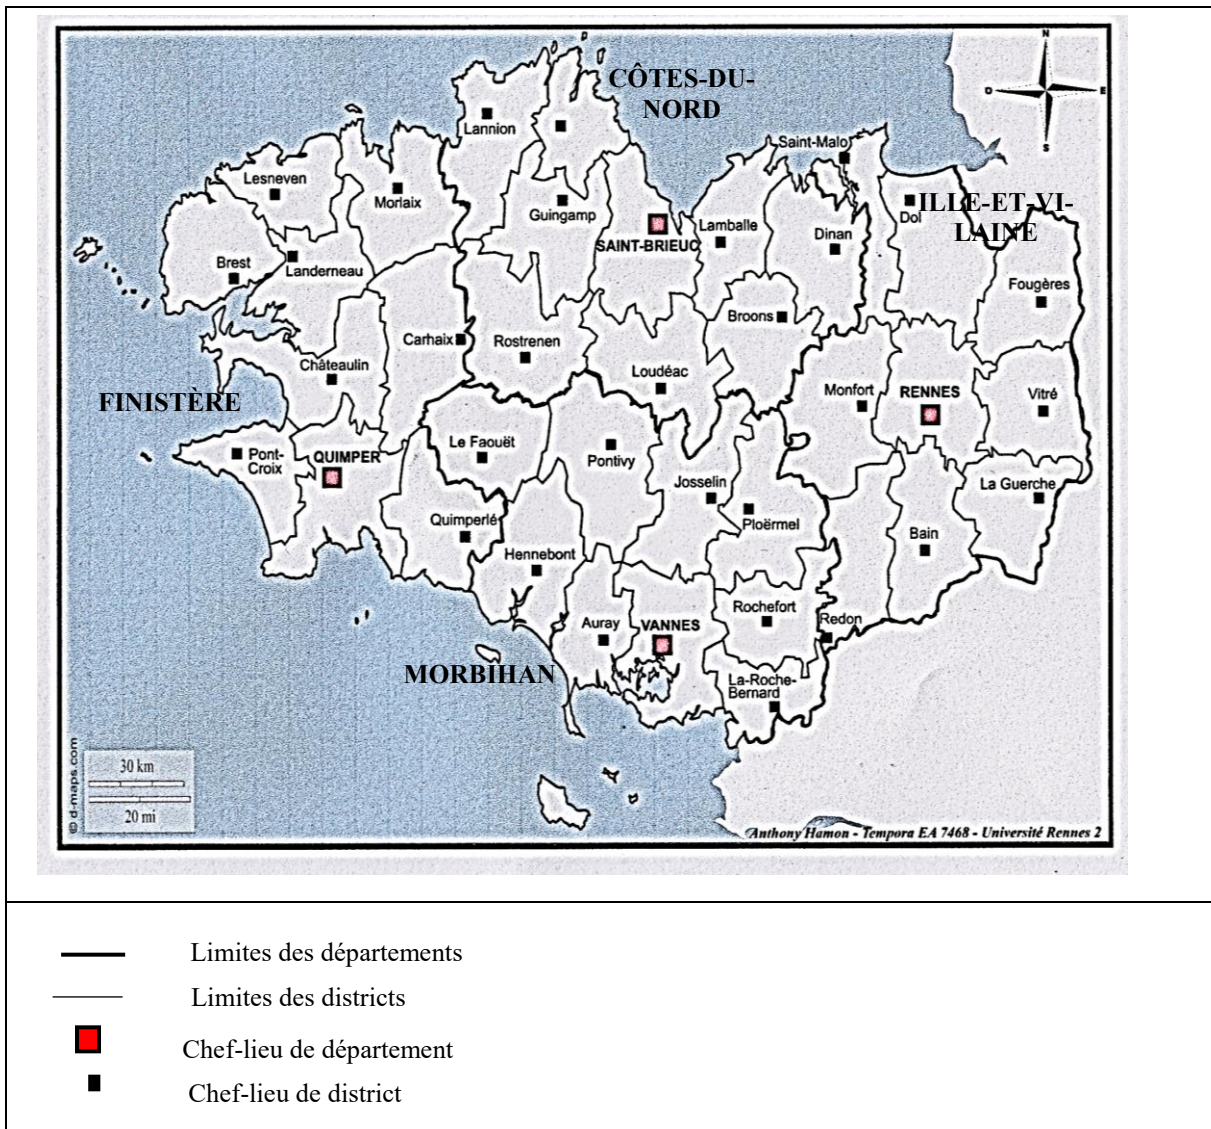 CÔTES-DU-
NORD
N
O
E
S
Lannion
Saint-Malo
Lesneven
Morlaix
Guingamp
Dol
ILLE-ET-VI-
LAINE
Lamballe
SAINT-BRIEUC
Dinan
Brest
Landerneau
Fougères
Broons
Carhaix
Rostrenen
Châteaulin
Loudéac
Monfort
RENNES
Vitré
FINISTÈRE
Le Faouët
Pont-
Croix
QUIMPER
Pontivy
Josselin
La Guerche
Quimperlé
Ploërmel
Bain
Hennebont
Rochefort
Auray
VANNES
Redon
MORBIHAN
La-Roche-
Bernard
30 km
20 mi
© d-maps.com
Anthony Hamon - Tempora EA 7468 - Université Rennes 2
Limites des départements
Limites des districts
Chef-lieu de département
Chef-lieu de district